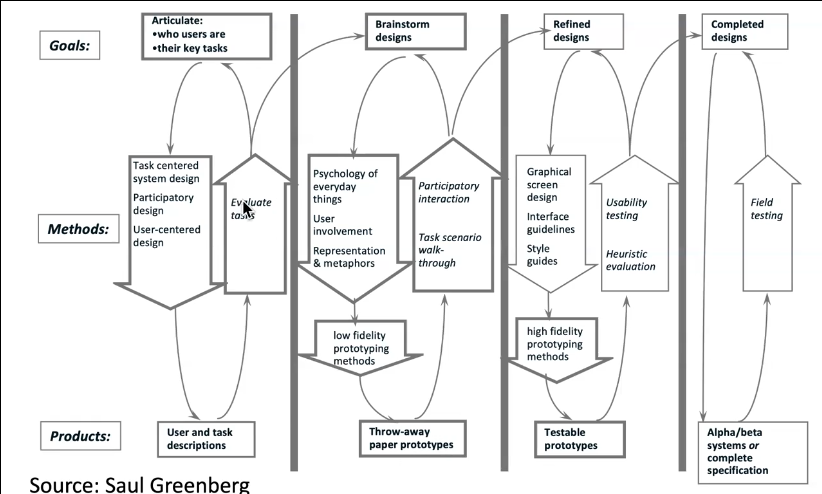 Goals:
Articulate:
•who users are
•their key tasks
Brainstorm
designs
Refined
designs
Completed
designs
Methods:
Task centered
system design
Participatory
design
User-centered
design
Evaluate
tasks
Psychology of
everyday
things
User
involvement
Representation
& metaphors
Participatory
interaction
Task scenario
walk-
through
Graphical
screen
design
Interface
guidelines
Style
guides
Usability
testing
Heuristic
evaluation
Field
testing
low fidelity
prototyping
methods
high fidelity
prototyping
methods
Products:
User and task
descriptions
Throw-away
paper prototypes
Testable
prototypes
Alpha/beta
systems or
complete
specification
Source: Saul Greenberg